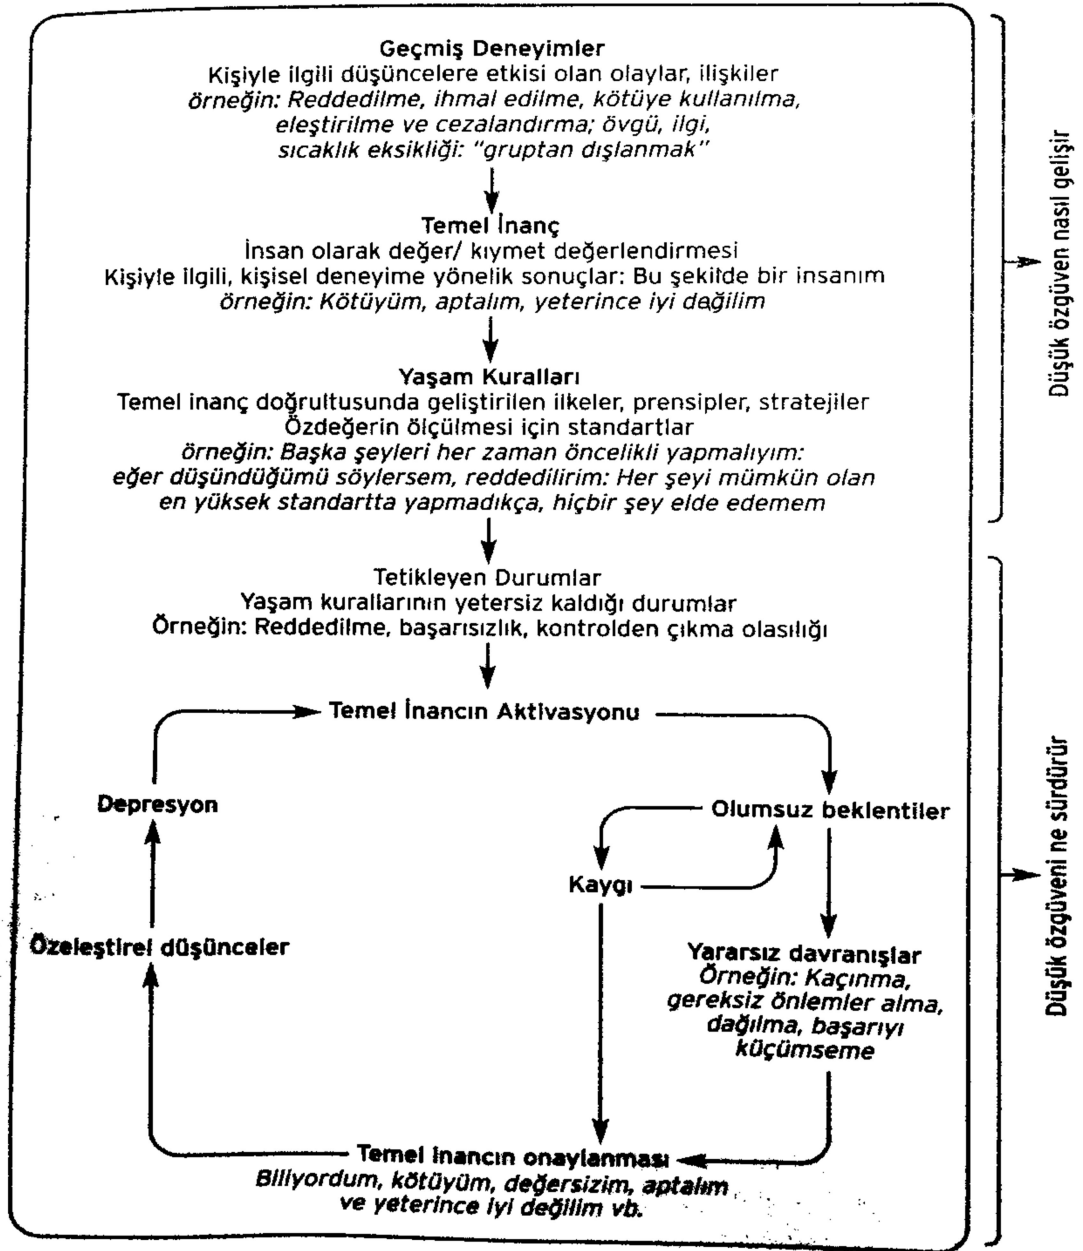 Geçmiş Deneyimler
Kişiyle ilgili düşüncelere etkisi olan olaylar, ilişkiler
örneğin: Reddedilme, ihmal edilme, kötüye kullanılma,
eleştirilme ve cezalandırma; övgü, ilgi,
sıcaklık eksikliği: "gruptan dışlanmak"
Temel İnanç
İnsan olarak değer/ kıymet değerlendirmesi
Kişiyle ilgili, kişisel deneyime yönelik sonuçlar: Bu şekilde bir insanım
örneğin: Kötüyüm, aptalım, yeterince iyi değilim
Yaşam Kuralları
Temel inanç doğrultusunda geliştirilen ilkeler, prensipler, stratejiler
Özdeğerin ölçülmesi için standartlar
örneğin: Başka şeyleri her zaman öncelikli yapmalıyım:
eğer düşündüğümü söylersem, reddedilirim: Her şeyi mümkün olan
en yüksek standartta yapmadıkça, hiçbir şey elde edemem
Düşük özgüven nasıl gelişir
Tetikleyen Durumlar
Yaşam kurallarının yetersiz kaldığı durumlar
Örneğin: Reddedilme, başarısızlık, kontrolden çıkma olasılığı
Temel İnancın Aktivasyonu
Depresyon
Olumsuz beklentiler
Kaygı
Özeleştirel düşünceler
Yararsız davranışlar
Örneğin: Kaçınma,
gereksiz önlemler alma,
dağılma, başarıyı
küçümseme
Temel inancın onaylanması
Biliyordum, kötüyüm, değersizim, aptalım
ve yeterince iyi değilim vb.
Düşük özgüveni ne sürdürür